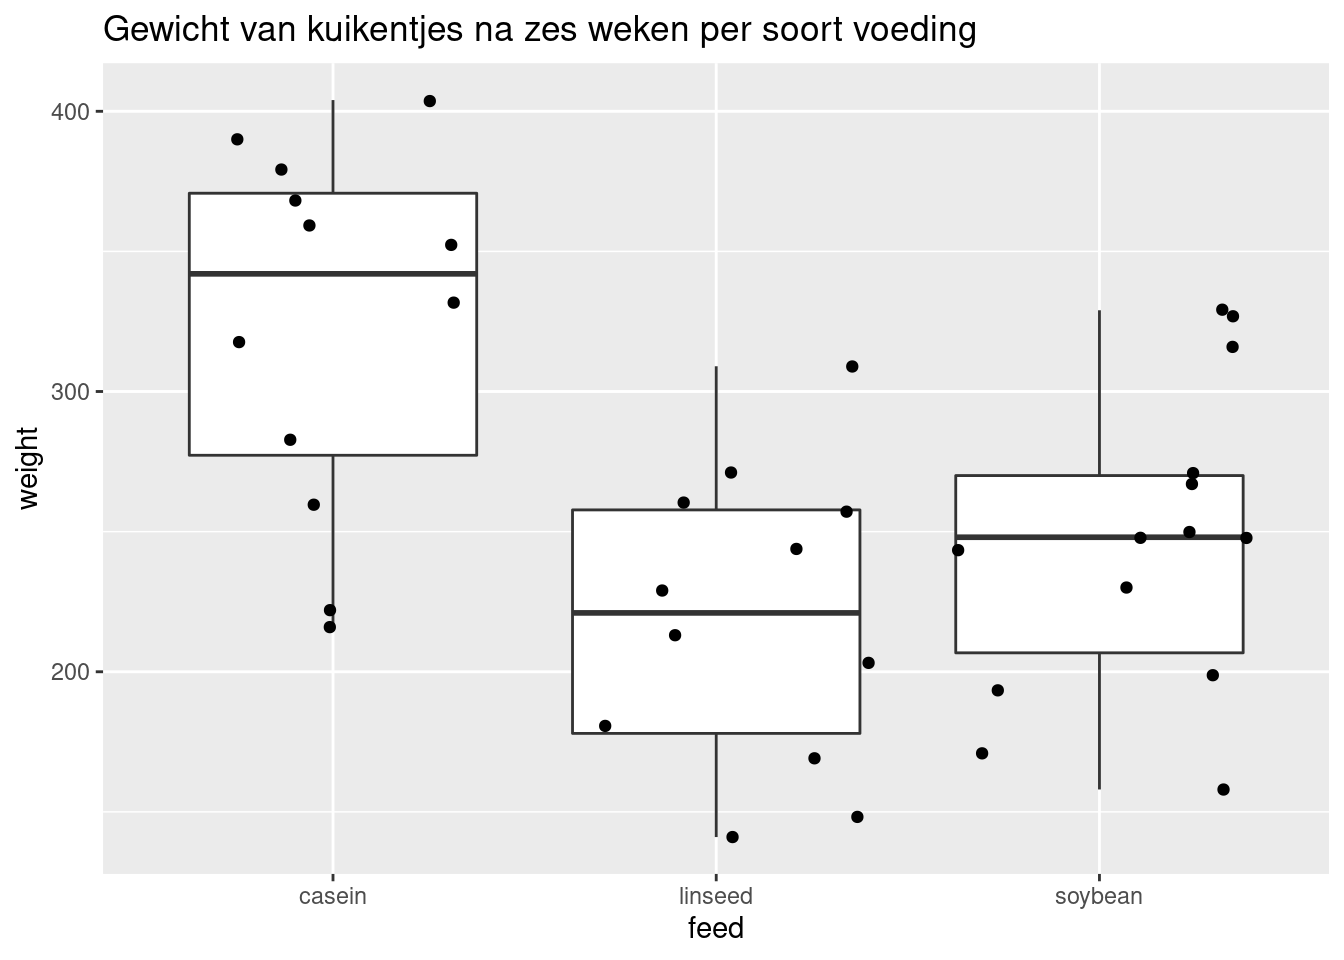 Gewicht van kuikentjes na zes weken per soort voeding
400
300
200
weight
casein linseed soybean
feed